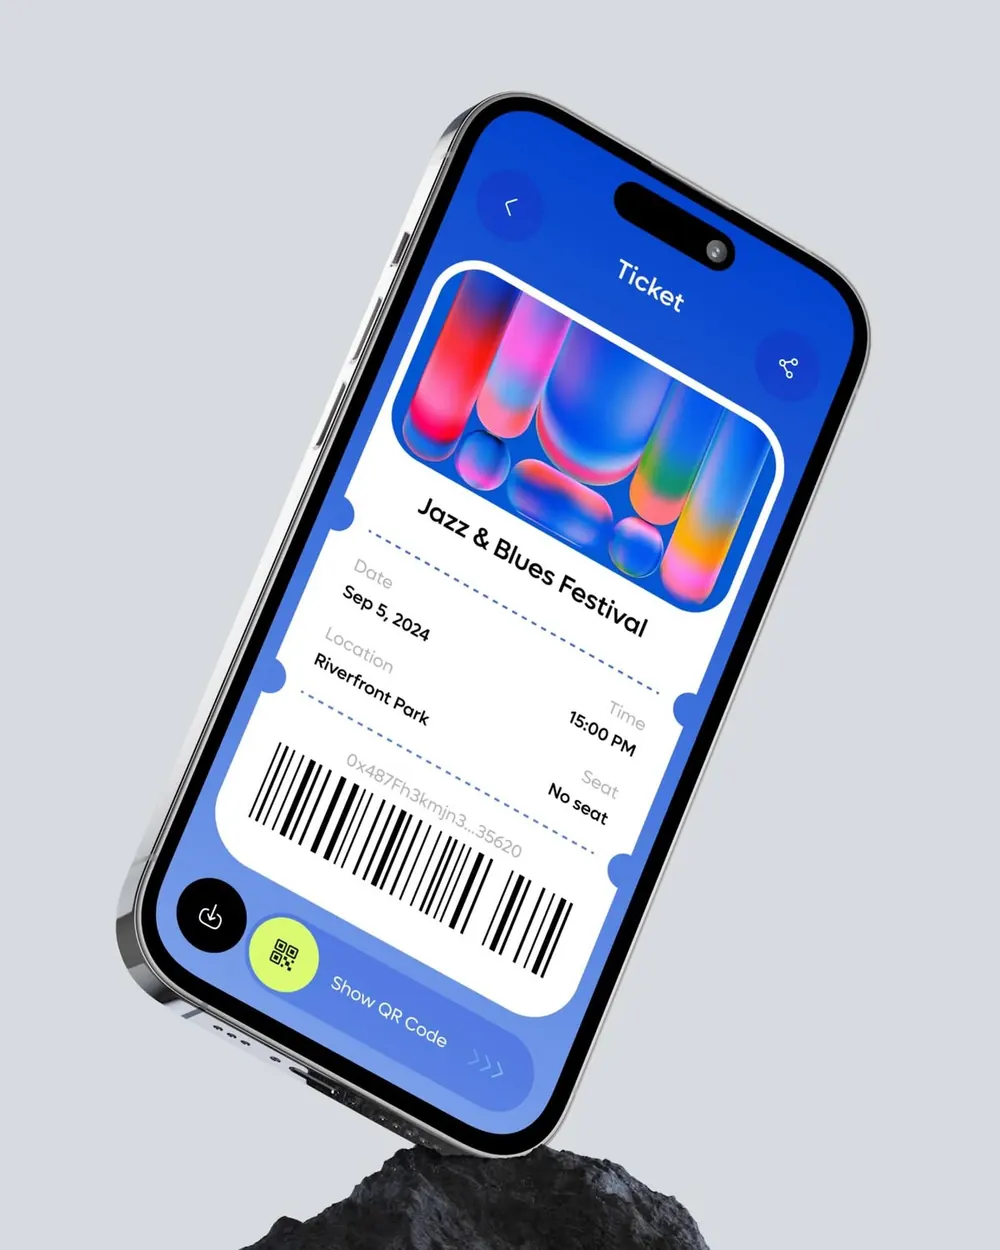 Ticket
Jazz & Blues Festival
Date
Sep 5, 2024
Time
15:00 PM
Location
Riverfront Park
Seat
No seat
0x487Fh3kmjn3...35620
Show QR Code